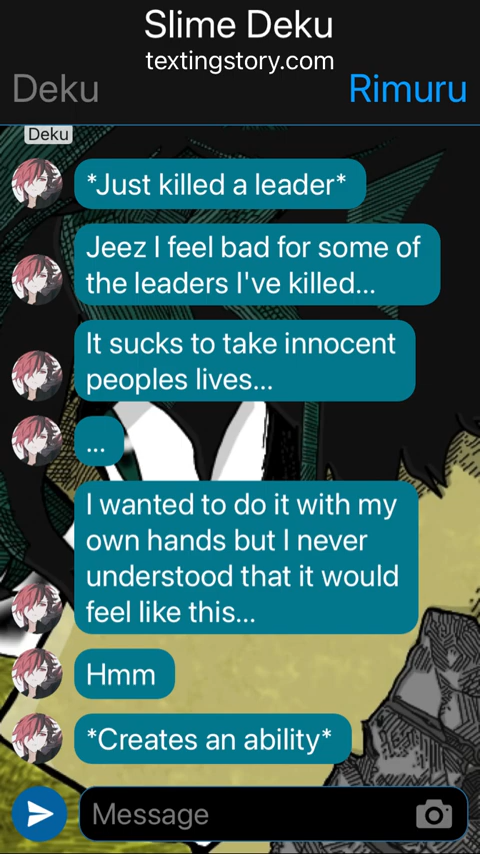 Slime Deku
textingstory.com
Deku
Rimuru
Deku
*Just killed a leader*
Jeez I feel bad for some of
the leaders I've killed...
It sucks to take innocent
peoples lives...
...
I wanted to do it with my
own hands but I never
understood that it would
feel like this...
Hmm
*Creates an ability*
Message